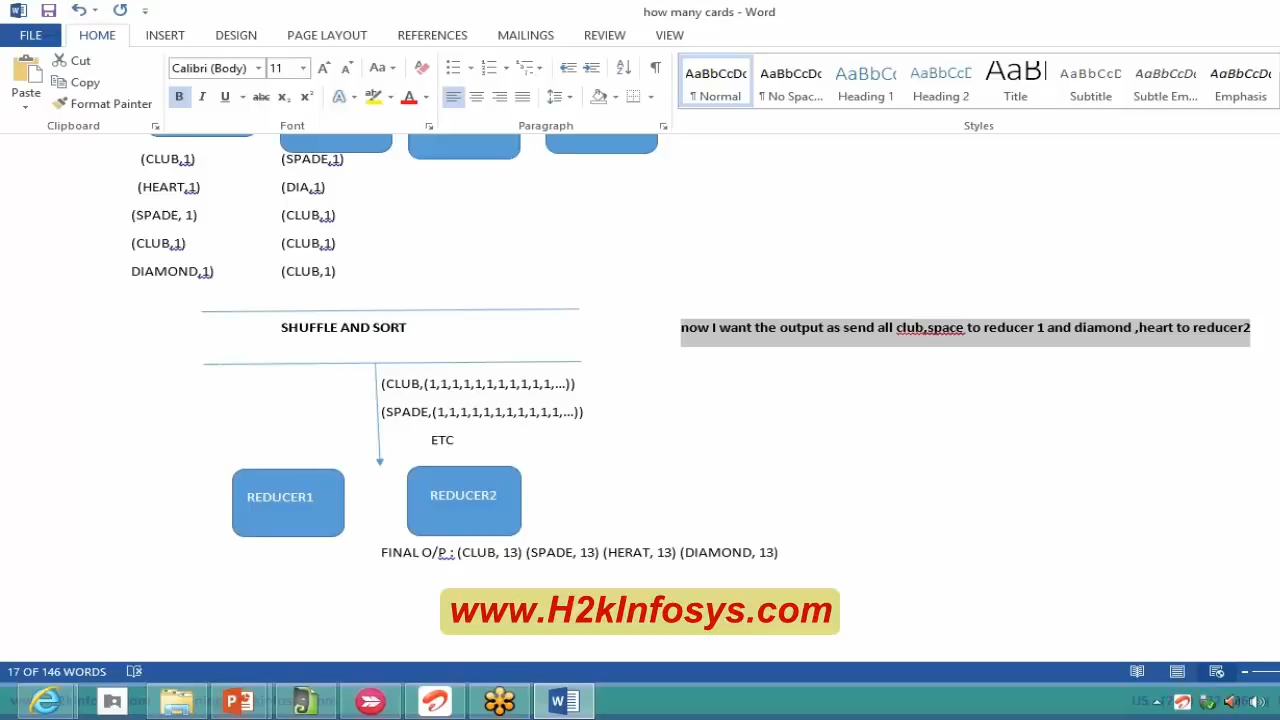 how many cards - Word
FILE HOME INSERT DESIGN PAGE LAYOUT REFERENCES MAILINGS REVIEW VIEW
Paste
Cut
Copy
Format Painter
Calibri (Body) 11
AaBbCcDc AaBbCcDc AaBbCc AaBbCcD AaBl AaBbCcD AaBbCcDc AaBbCcDc
¶ Normal ¶ No Spac... Heading 1 Heading 2 Title Subtitle Subtle Em... Emphasis
Clipboard Font Paragraph Styles
(CLUB,1) (SPADE,1)
(HEART,1) (DIA,1)
(SPADE, 1) (CLUB,1)
(CLUB,1) (CLUB,1)
DIAMOND,1) (CLUB,1)
SHUFFLE AND SORT
now I want the output as send all club,space to reducer 1 and diamond ,heart to reducer2
(CLUB,(1,1,1,1,1,1,1,1,1,1,1,...))
(SPADE,(1,1,1,1,1,1,1,1,1,1,1,...))
ETC
REDUCER1 REDUCER2
FINAL O/P : (CLUB, 13) (SPADE, 13) (HERAT, 13) (DIAMOND, 13)
www.H2kInfosys.com
17 OF 146 WORDS